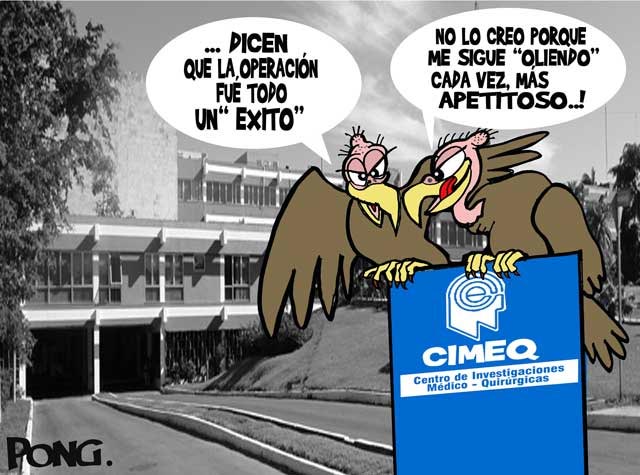 ... DICEN
QUE LA OPERACIÓN
FUÉ TODO
UN" EXITO"
NO LO CREO PORQUE
ME SIGUE "OLIENDO"
CADA VEZ, MÁS
APETITOSO..!
CIMEQ
Centro de Investigaciones
Médico - Quirúrgicas
PONG.